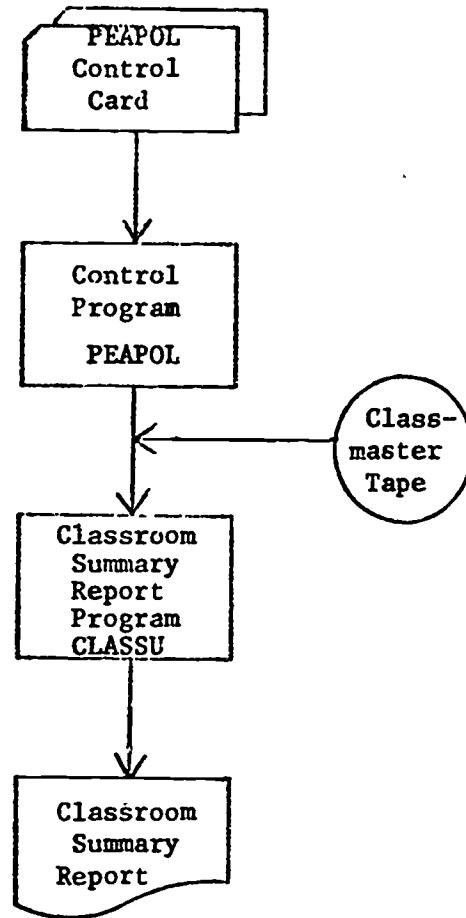 PEAPOL
Control
Card
Control
Program
PEAPOL
Class-
master
Tape
Classroom
Summary
Report
Program
CLASSU
Classroom
Summary
Report